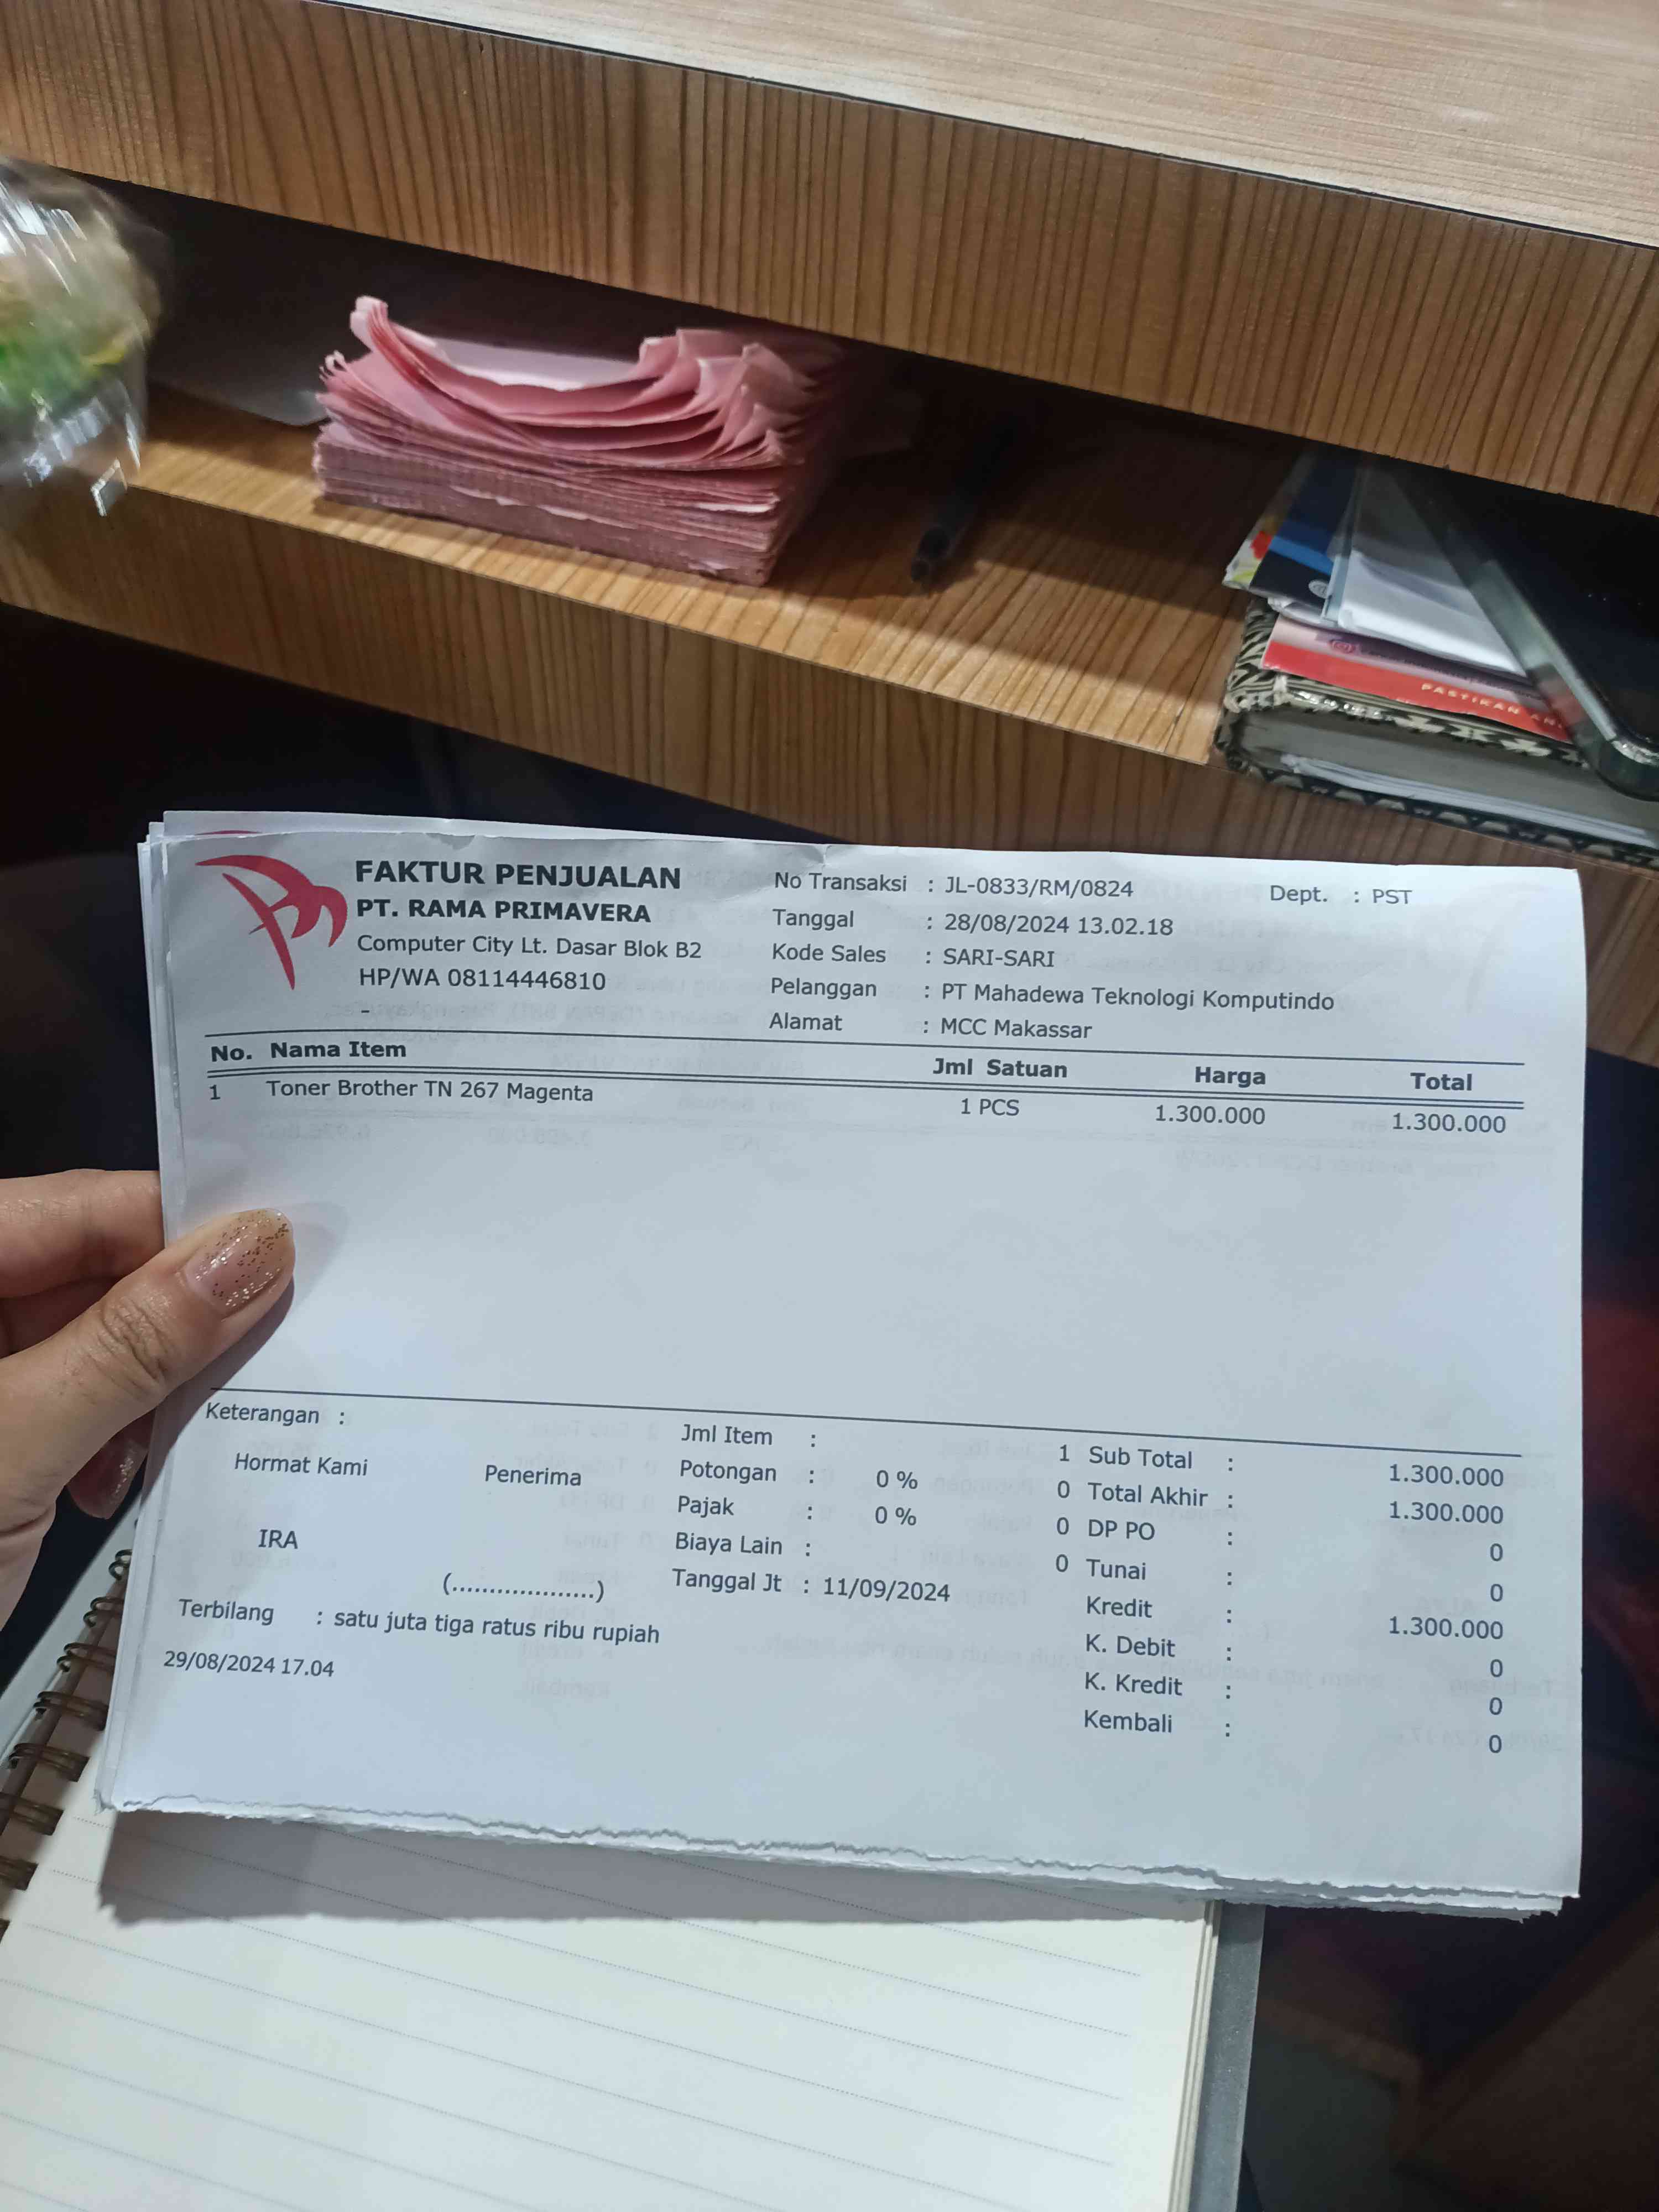 PASTIKAN AN
FAKTUR PENJUALAN
PT. RAMA PRIMAVERA
Computer City Lt. Dasar Blok B2
HP/WA 08114446810
-
No Transaksi : JL-0833/RM/0824 Dept. : PST
Tanggal : 28/08/2024 13.02.18
Kode Sales : SARI-SARI
Pelanggan : PT Mahadewa Teknologi Komputindo
Alamat : MCC Makassar
No. Nama Item Jml Satuan Harga Total
1 Toner Brother TN 267 Magenta 1 PCS 1.300.000 1.300.000
Keterangan :
Hormat Kami Penerima
IRA
(...................)
Jml Item : 1
Potongan : 0 % 0
Pajak : 0 % 0
Biaya Lain : 0
Tanggal Jt : 11/09/2024
Sub Total : 1.300.000
Total Akhir : 1.300.000
DP PO : 0
Tunai : 0
Kredit : 1.300.000
K. Debit : 0
K. Kredit : 0
Kembali : 0
Terbilang : satu juta tiga ratus ribu rupiah
29/08/2024 17.04